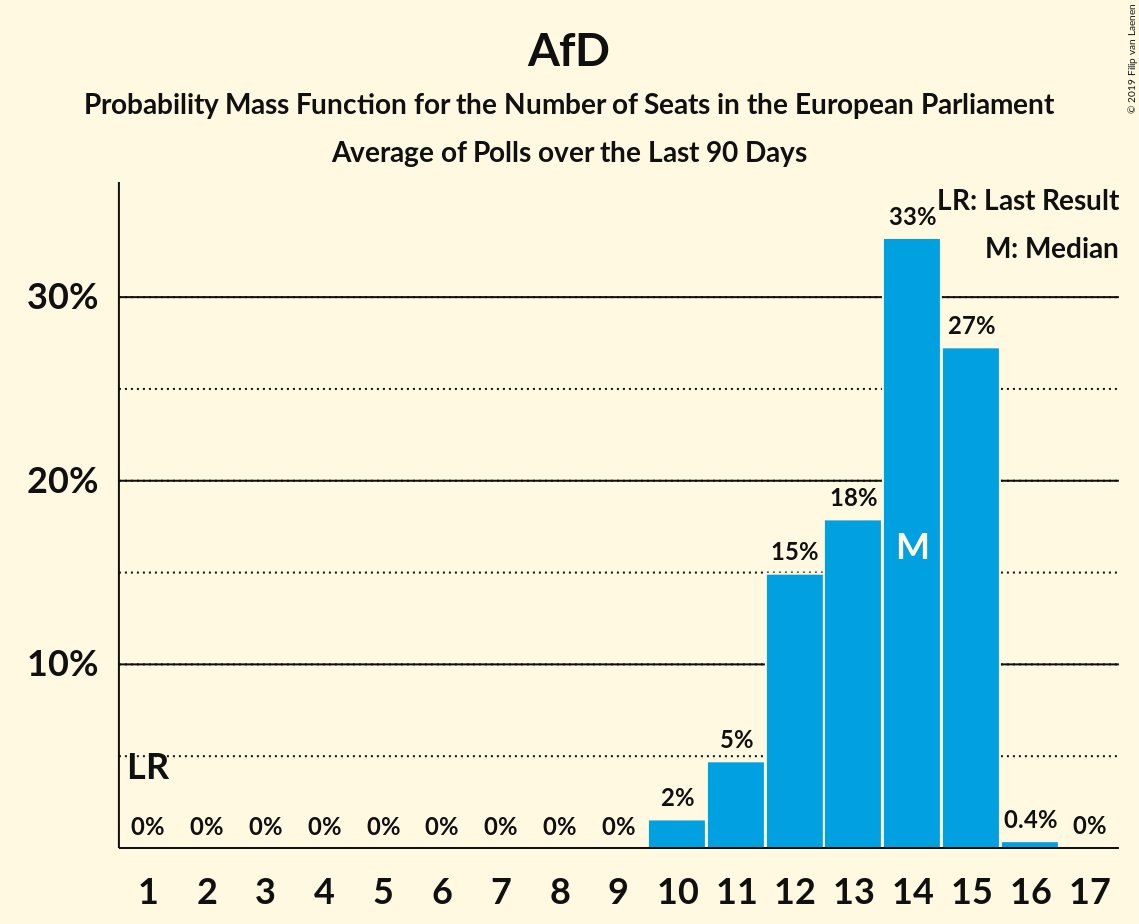 AfD
Probability Mass Function for the Number of Seats in the European Parliament
Average of Polls over the Last 90 Days
© 2019 Filip van Laenen
LR: Last Result
M: Median
30%
20%
10%
LR
M
0%
0%
0%
0%
0%
0%
0%
0%
0%
2%
5%
15%
18%
33%
27%
0.4%
0%
1 2 3 4 5 6 7 8 9 10 11 12 13 14 15 16 17